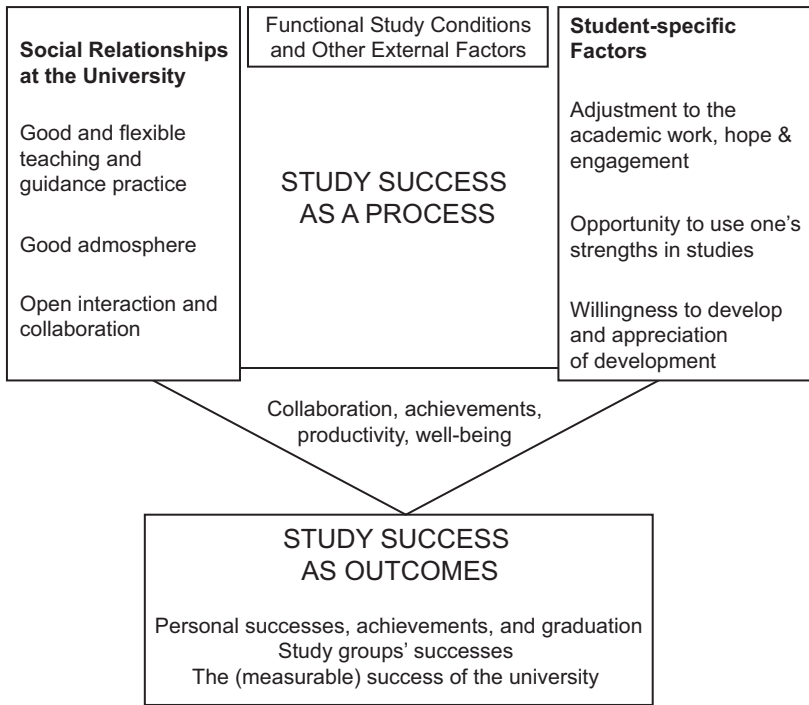 Social Relationships
at the University
Good and flexible
teaching and
guidance practice
Good admosphere
Open interaction and
collaboration
Functional Study Conditions
and Other External Factors
STUDY SUCCESS
AS A PROCESS
Student-specific
Factors
Adjustment to the
academic work, hope &
engagement
Opportunity to use one's
strengths in studies
Willingness to develop
and appreciation
of development
Collaboration, achievements,
productivity, well-being
STUDY SUCCESS
AS OUTCOMES
Personal successes, achievements, and graduation
Study groups' successes
The (measurable) success of the university